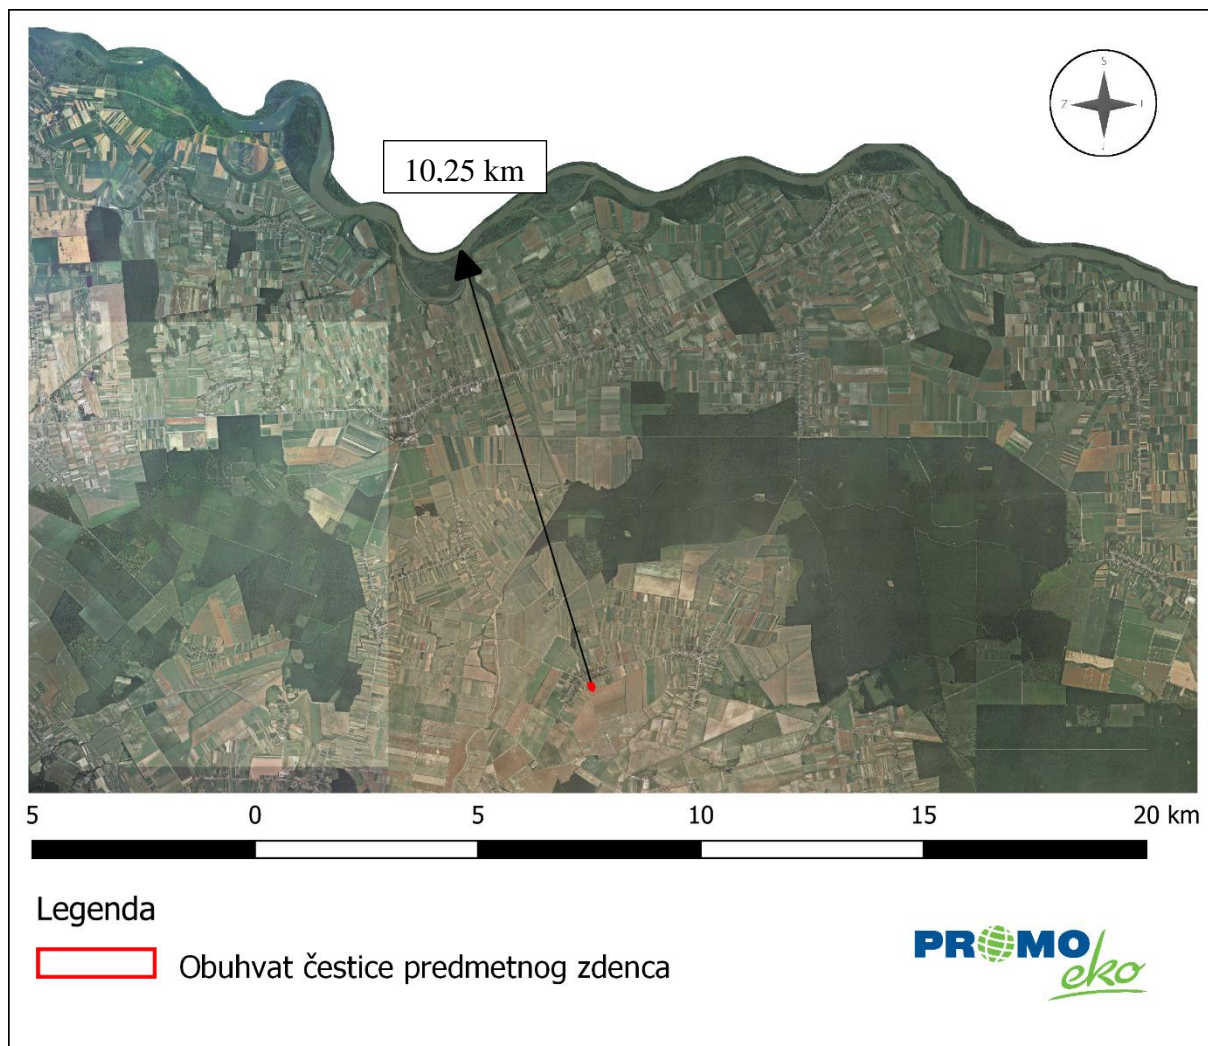 S
Z I
J
10,25 km
5 0 5 10 15 20 km
Legenda
Obuhvat čestice predmetnog zdenca
PROMO
eko